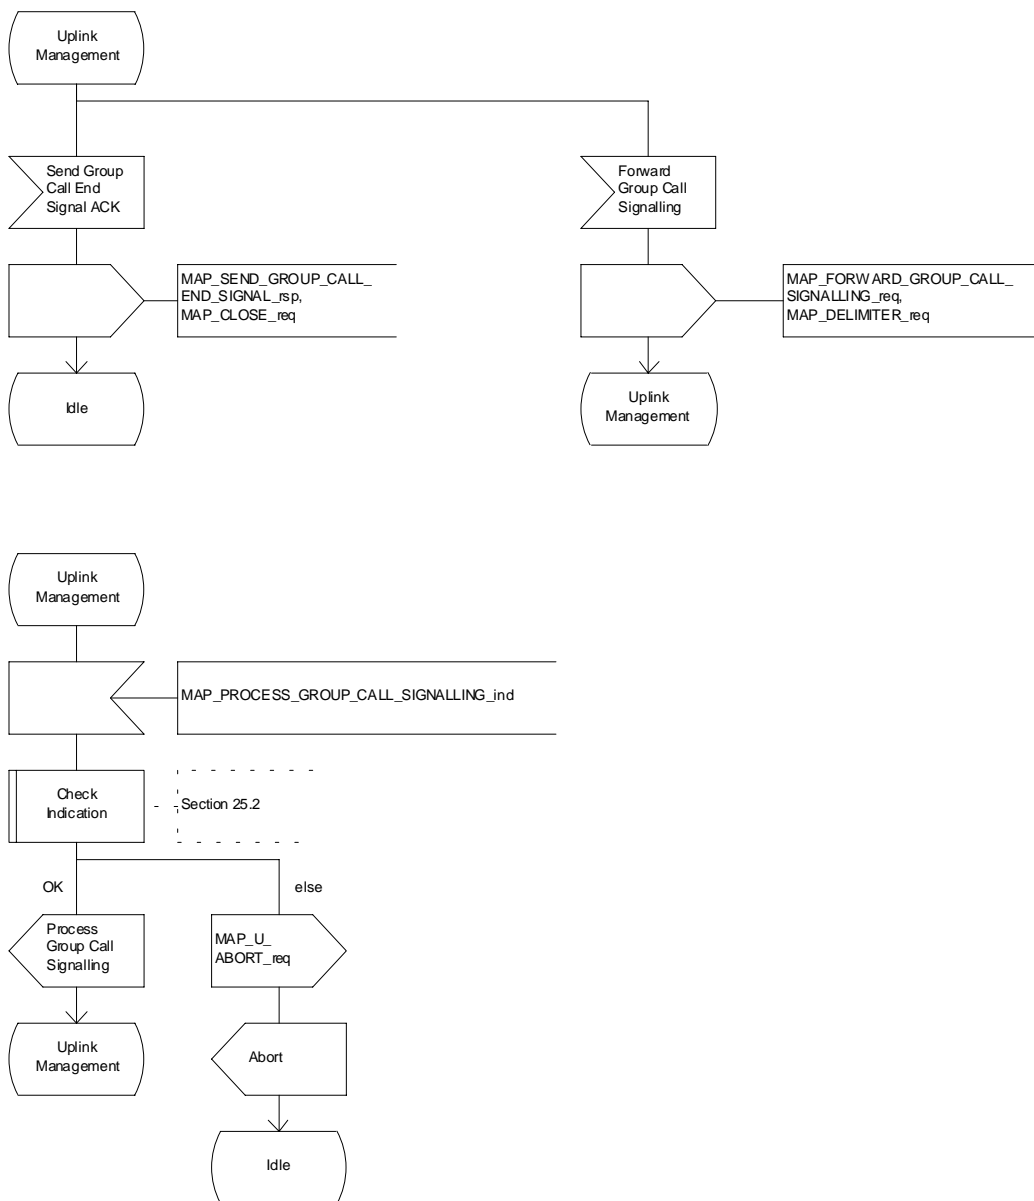 Uplink
Management
Send Group
Call End
Signal ACK
Forward
Group Call
Signalling
MAP_SEND_GROUP_CALL_
END_SIGNAL_rsp,
MAP_CLOSE_req
MAP_FORWARD_GROUP_CALL_
SIGNALLING_req,
MAP_DELIMITER_req
Idle
Uplink
Management
Uplink
Management
MAP_PROCESS_GROUP_CALL_SIGNALLING_ind
Check
Indication
Section 25.2
OK
else
Process
Group Call
Signalling
MAP_U_
ABORT_req
Uplink
Management
Abort
Idle